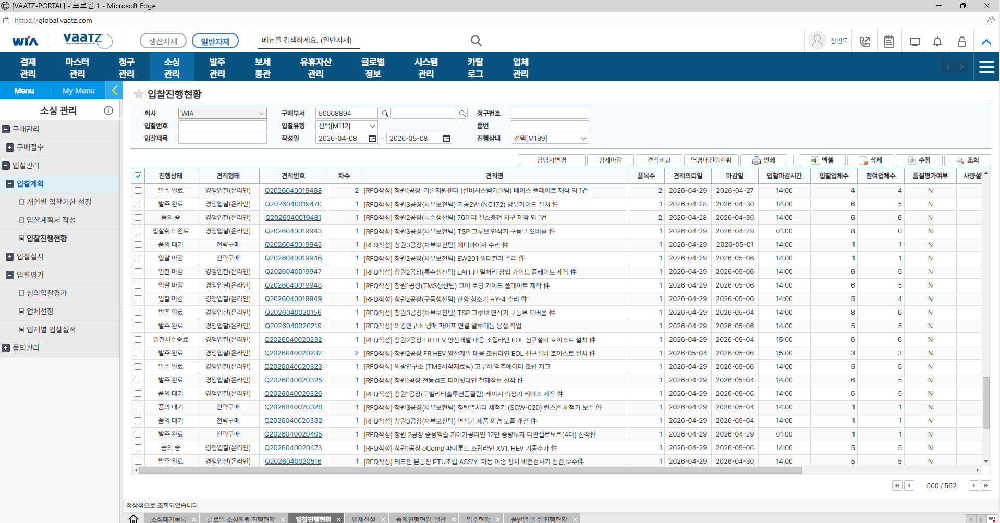 [VAATZ-PORTAL] - 프로필 1 - Microsoft Edge
https://global.vaatz.com
WIA
vaatz
생산자재
일반자재
메뉴를 검색하세요. (일반자재)
장민욱
결재 관리
마스터 관리
청구 관리
소싱 관리
발주 관리
보세 통관
유휴자산 관리
글로벌 정보
시스템 관리
카탈로그
업체 관리
Menu
My Menu
소싱 관리
구매관리
구매접수
입찰관리
입찰계획
개인별 입찰기한 설정
입찰계획서 작성
입찰진행현황
입찰실시
입찰평가
심의입찰평가
업체선정
업체별 입찰실적
품의관리
입찰진행현황
회사 WIA 구매부서 50008894 청구번호
입찰번호 입찰유형 선택[M112] 품번
입찰제목 작성일 2026-04-08 ~ 2026-05-08 진행상태 선택[M189]
담당자변경 강제마감 견적비교 역경매진행현황 인쇄 엑셀 삭제 수정 조회
진행상태 견적형태 견적번호 차수 견적명 품목수 견적의뢰일 마감일 입찰마감시간 입찰업체수 참여업체수 품질평가여부
발주 완료 경쟁입찰(온라인) Q2026040019468 2 [RFQ작성] 창원1공장_기술지원센터 (설비시스템기술팀) 베이스 플레이트 제작 외 1건 2 2026-04-29 2026-04-27 14:00 4 4 N
발주 완료 경쟁입찰(온라인) Q2026040019470 1 [RFQ작성] 창원3공장(차부보전팀) 가공2반 (NC172) 방유가이드 설치 件 1 2026-04-28 2026-04-30 14:00 6 5 N
품의 중 경쟁입찰(온라인) Q2026040019481 1 [RFQ작성] 창원2공장(특수생산팀) 76미리 질소충전 치구 제작 외 1건 2 2026-04-28 2026-04-30 14:00 6 6 N
입찰취소 완료 경쟁입찰(온라인) Q2026040019943 1 [RFQ작성] 창원3공장(차부보전팀) TSP 그루브 연삭기 구동부 오버홀 件 1 2026-04-29 2026-04-29 01:00 8 0 N
품의 대기 전략구매 Q2026040019945 1 [RFQ작성] 창원3공장(차부보전팀) 에디바이저 수리 件 1 2026-04-29 2026-05-01 14:00 1 1 N
입찰 마감 전략구매 Q2026040019946 1 [RFQ작성] 창원2공장(차부보전팀) EW201 워터칠러 수리 件 1 2026-04-29 2026-05-06 14:00 1 1 N
입찰 마감 경쟁입찰(온라인) Q2026040019947 1 [RFQ작성] 창원2공장(특수생산팀) LAH 핀 열처리 장입 가이드 플레이트 제작 件 1 2026-04-29 2026-05-06 14:00 6 5 N
입찰 마감 경쟁입찰(온라인) Q2026040019948 1 [RFQ작성] 창원1공장(TMS생산팀) 코어 로딩 가이드 플레이트 제작 件 1 2026-04-29 2026-05-06 14:00 6 5 N
입찰 마감 경쟁입찰(온라인) Q2026040019949 1 [RFQ작성] 창원2공장(구동생산팀) 한양 청소기 HY-4 수리 件 1 2026-04-29 2026-05-06 14:00 5 4 N
발주 완료 경쟁입찰(온라인) Q2026040020156 1 [RFQ작성] 창원3공장(차부보전팀) TSP 그루브 연삭기 구동부 오버홀 件 1 2026-04-29 2026-05-04 14:00 8 6 N
발주 완료 경쟁입찰(온라인) Q2026040020219 1 [RFQ작성] 의왕연구소 냉매 파이프 연결 알루미늄 용접 작업 1 2026-04-29 2026-05-06 14:00 5 5 N
입찰차수종료 경쟁입찰(온라인) Q2026040020232 1 [RFQ작성] 창원2공장 FR HEV 양산개발 대응 조립라인 EOL 신규설비 호이스트 설치 件 1 2026-04-29 2026-05-04 15:00 6 6 N
발주 완료 경쟁입찰(온라인) Q2026040020232 2 [RFQ작성] 창원2공장 FR HEV 양산개발 대응 조립라인 EOL 신규설비 호이스트 설치 件 1 2026-05-04 2026-05-06 15:00 3 3 N
발주 완료 경쟁입찰(온라인) Q2026040020323 1 [RFQ작성] 의왕연구소 (TMS시작재료팀) 고부하 액츄에이터 조립 지그 1 2026-04-29 2026-05-06 14:00 5 5 N
발주 완료 경쟁입찰(온라인) Q2026040020325 1 [RFQ작성] 창원1공장 전동컴프 파이럿라인 철제작물 신작 件 1 2026-04-29 2026-05-06 14:00 6 5 N
품의 대기 경쟁입찰(온라인) Q2026040020326 1 [RFQ작성] 창원1공장(모빌리티솔루션품질팀) 레이져 측정기 케이스 제작 件 1 2026-04-29 2026-05-06 14:00 6 5 N
품의 대기 전략구매 Q2026040020328 1 [RFQ작성] 창원3공장(차부보전팀) 침탄열처리 세척기 (SCW-020) 린스존 세척기 보수 件 1 2026-04-29 2026-05-04 14:00 1 1 N
품의 대기 전략구매 Q2026040020332 1 [RFQ작성] 창원3공장(차부보전팀) 연삭기 제품 외경 노즐 개선 件 1 2026-04-29 2026-05-04 14:00 1 1 N
발주 완료 전략구매 Q2026040020405 1 [RFQ작성] 창원 2공장 승용액슬 기어가공라인 12만 증량투자 다관절로보트(4대) 신작件 1 2026-04-29 2026-04-29 01:00 1 1 N
품의 중 경쟁입찰(온라인) Q2026040020473 1 [RFQ작성] 창원1공장 eComp 파이롯트 조립라인 XV1, HEV 기종추가 件 1 2026-04-29 2026-05-06 14:00 5 5 N
발주 완료 경쟁입찰(온라인) Q2026040020516 1 [RFQ작성] 테크젠 본공장 PTU조립 ASS'Y 자동 이송 장치 비전검사기 점검,보수件 1 2026-04-29 2026-04-30 14:00 5 5 N
500 / 562
정상적으로 조회되었습니다
소싱대기목록 글로벌 소싱의뢰 진행현황 입찰진행현황 업체선정 품의진행현황_일반 발주현황 품번별 발주 진행현황